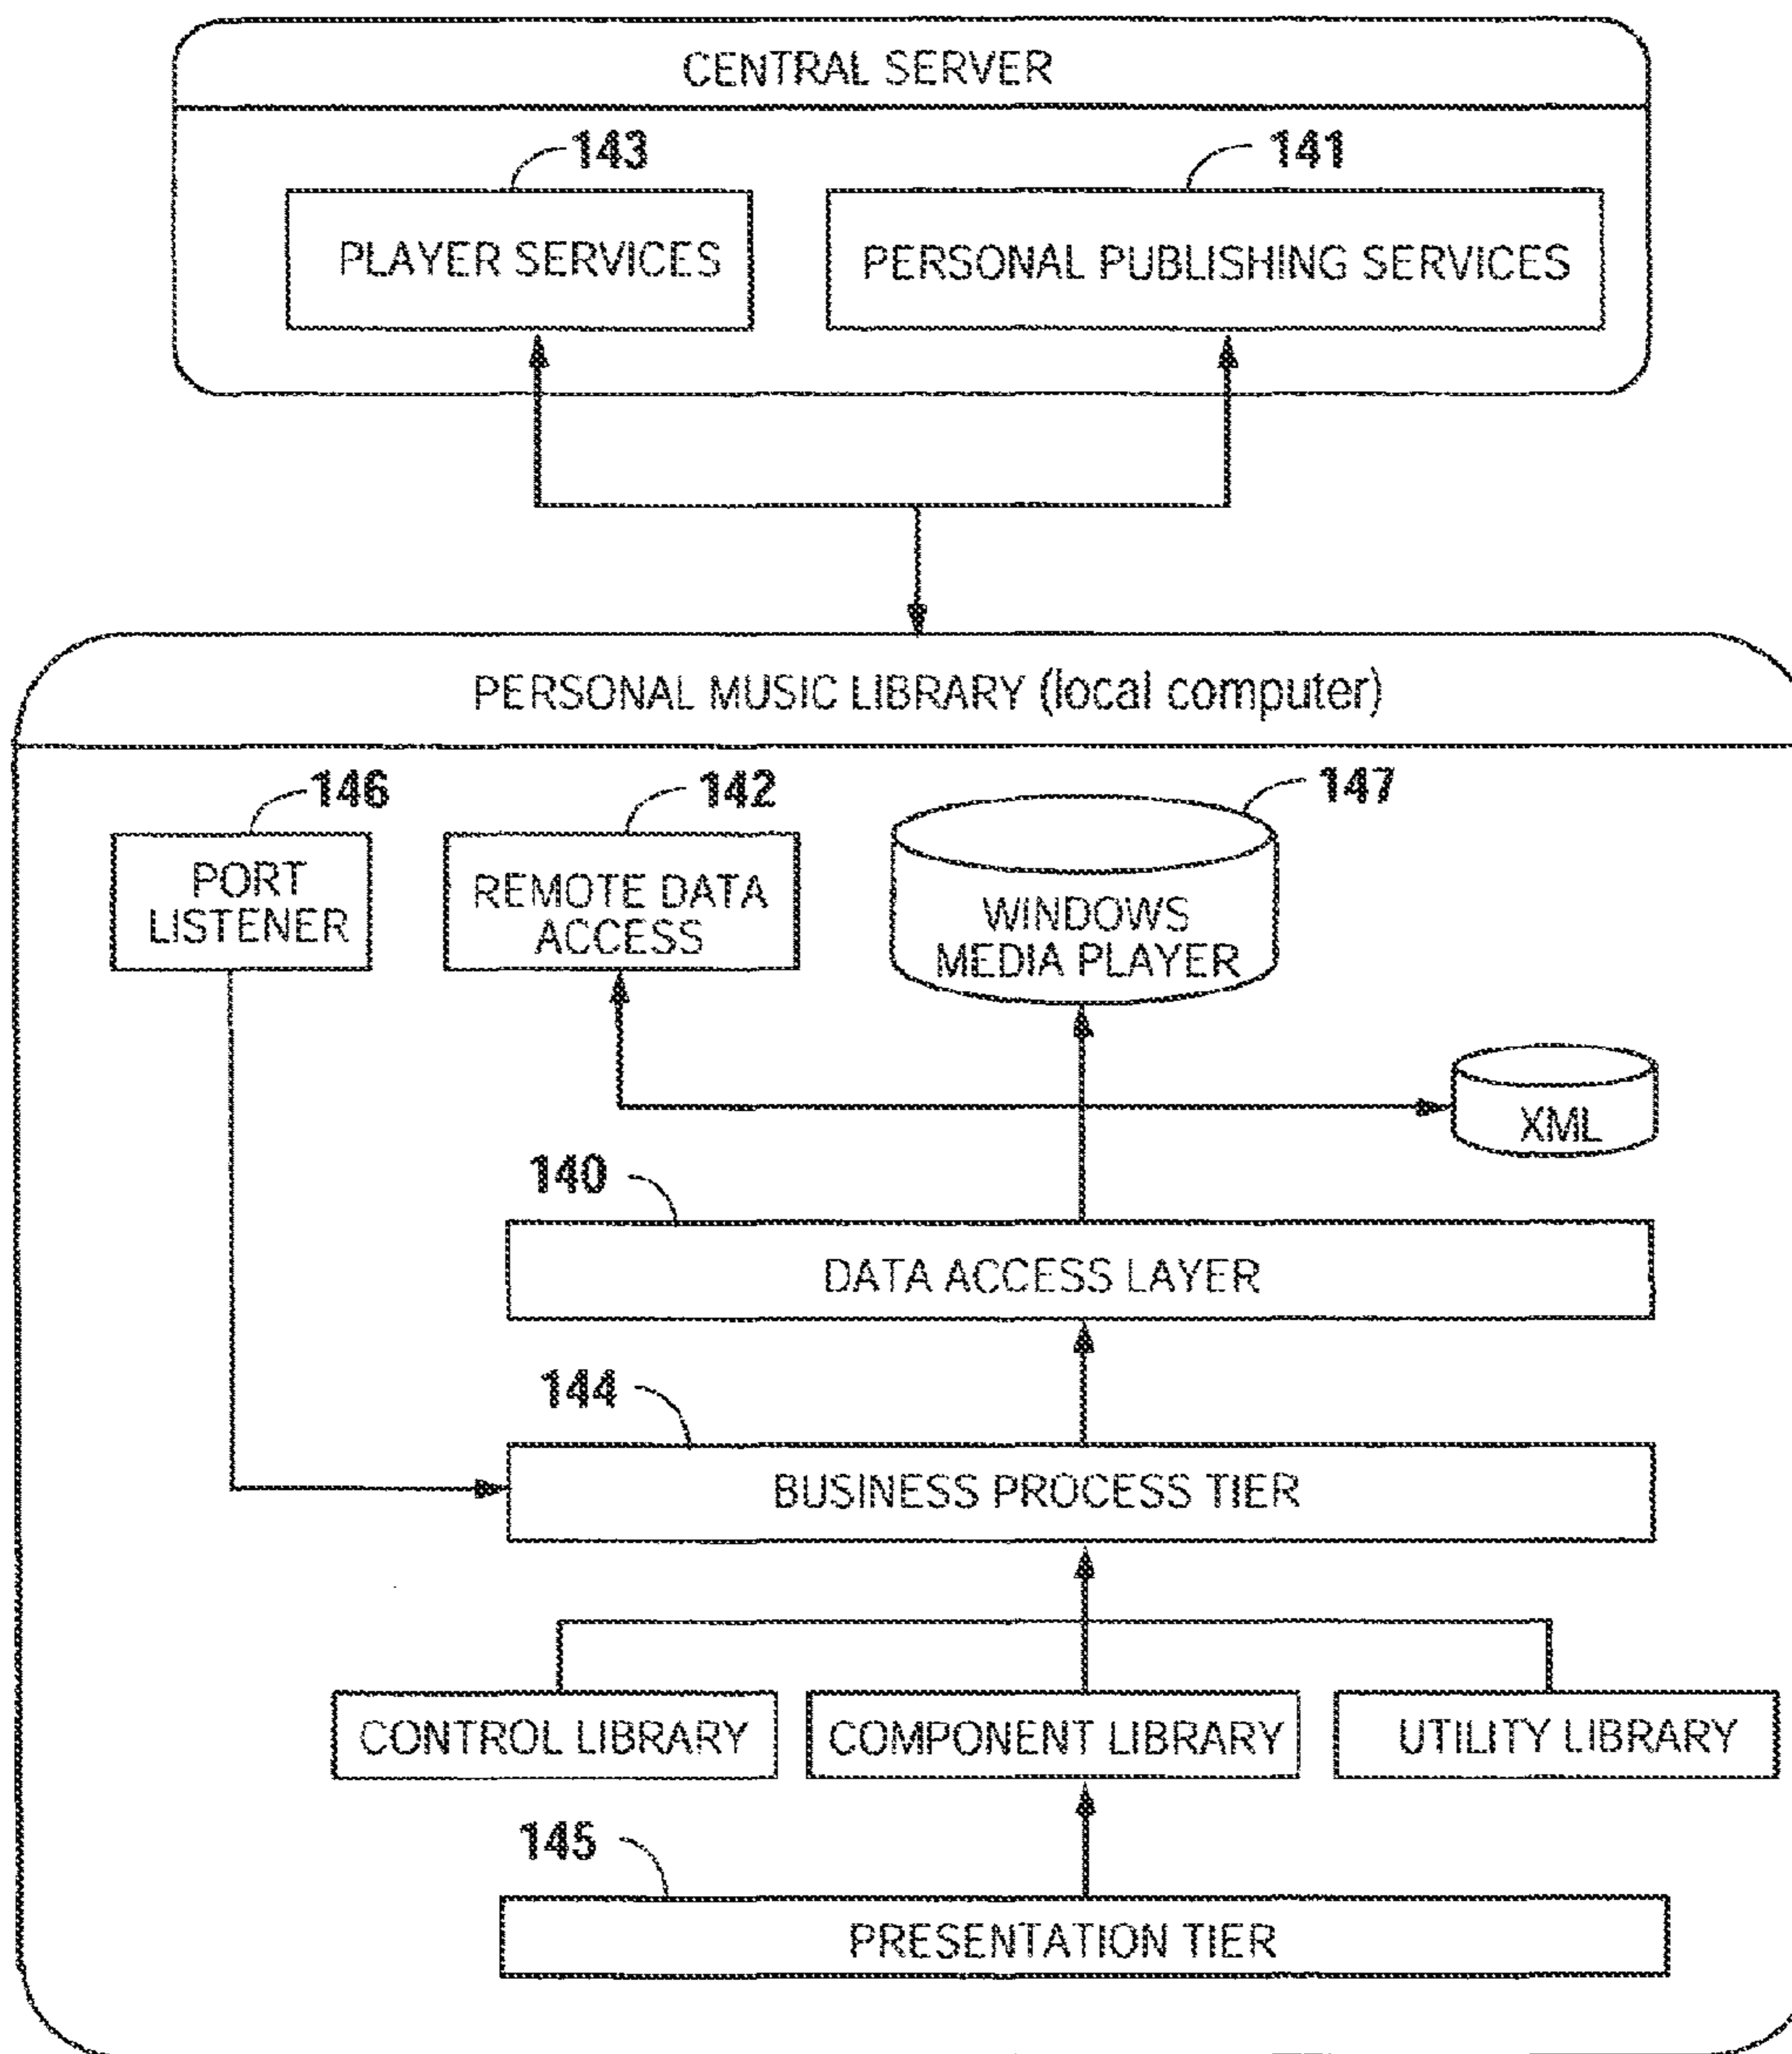 CENTRAL SERVER
143
141
PLAYER SERVICES
PERSONAL PUBLISHING SERVICES
PERSONAL MUSIC LIBRARY (local computer)
146
142
147
PORT
LISTENER
REMOTE DATA
ACCESS
WINDOWS
MEDIA PLAYER
XML
140
DATA ACCESS LAYER
144
BUSINESS PROCESS TIER
CONTROL LIBRARY
COMPONENT LIBRARY
UTILITY LIBRARY
145
PRESENTATION TIER